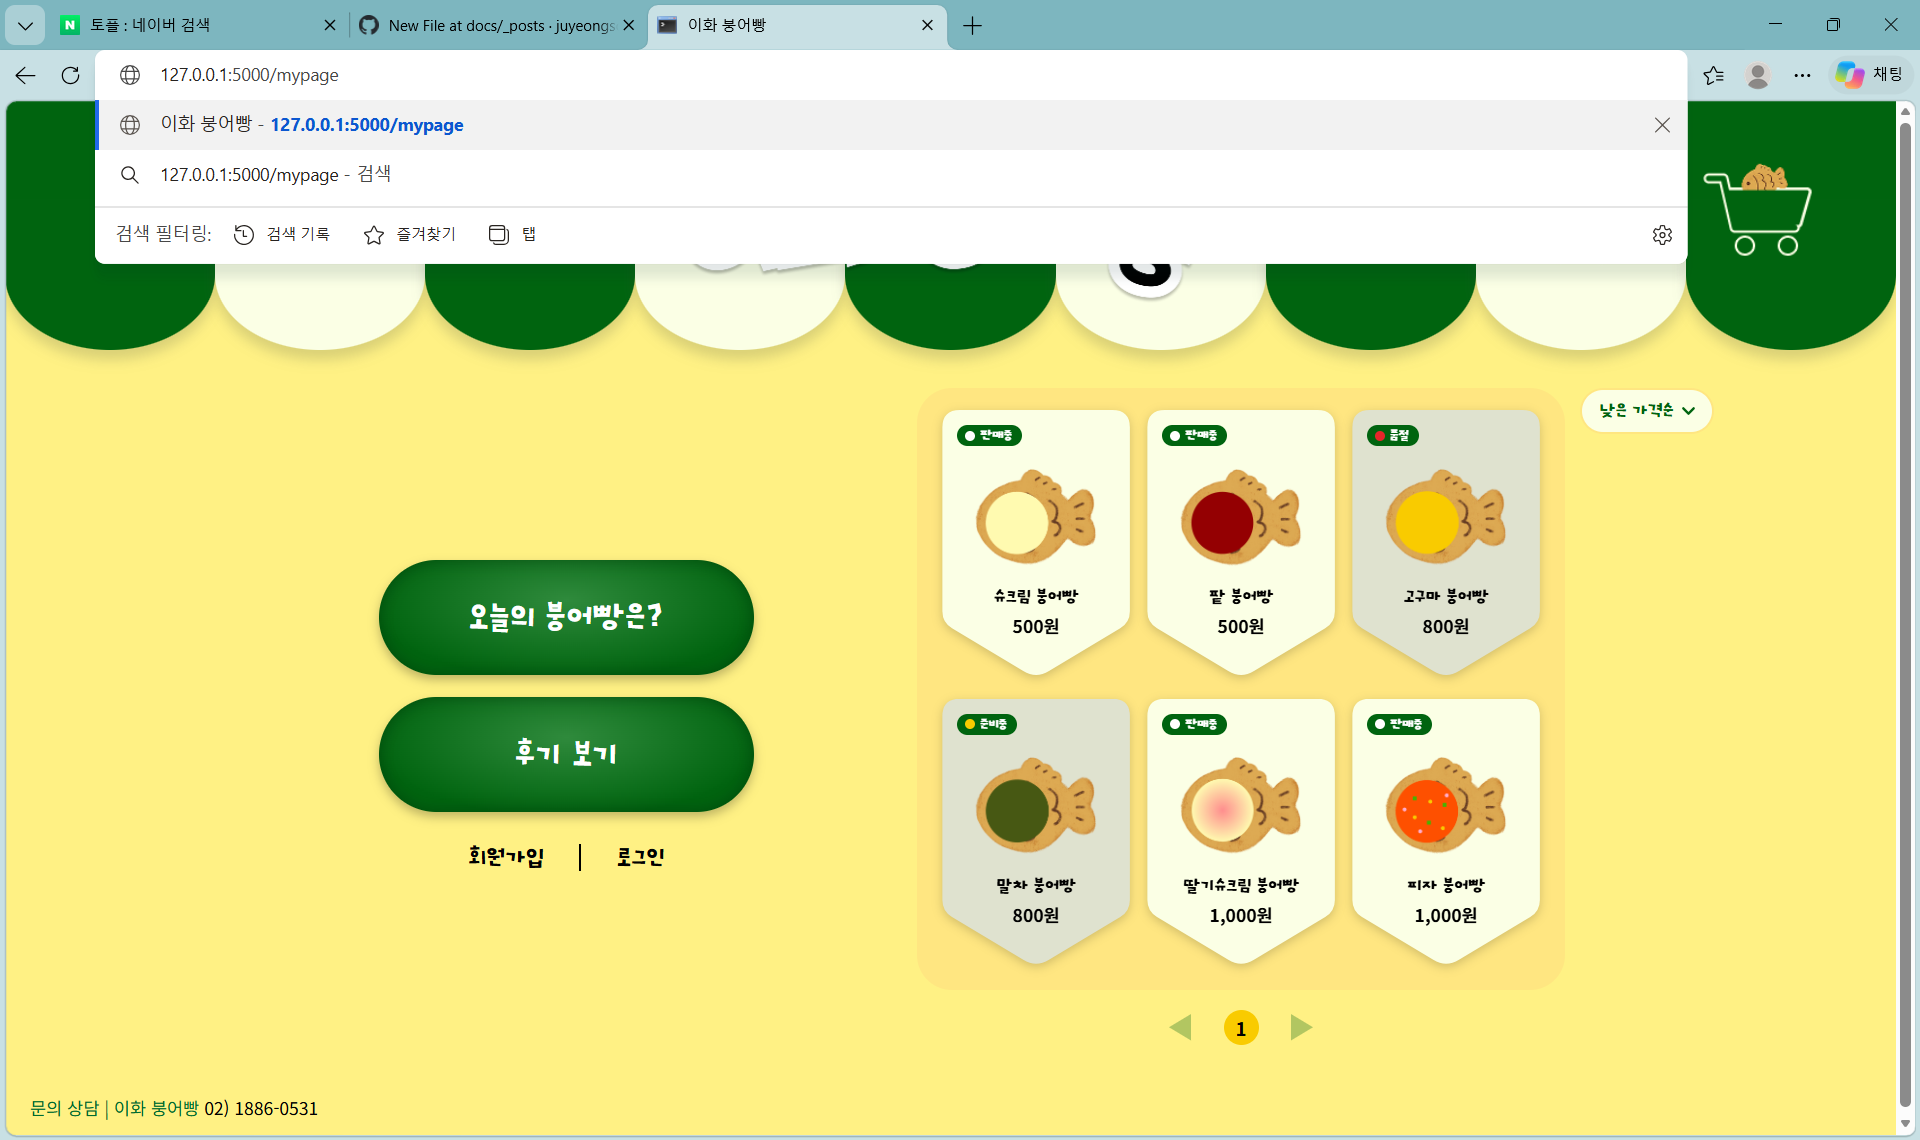 토플 : 네이버 검색
New File at docs/_posts · juyeongs
이화 붕어빵
127.0.0.1:5000/mypage
채팅
이화 붕어빵 - 127.0.0.1:5000/mypage
127.0.0.1:5000/mypage - 검색
검색 필터링: 검색 기록 즐겨찾기 탭
낮은 가격순
판매중 판매중 품절
슈크림 붕어빵 팥 붕어빵 고구마 붕어빵
500원 500원 800원
준비중 판매중 판매중
말차 붕어빵 딸기슈크림 붕어빵 피자 붕어빵
800원 1,000원 1,000원
오늘의 붕어빵은?
후기 보기
회원가입 | 로그인
1
문의 상담 | 이화 붕어빵 02) 1886-0531